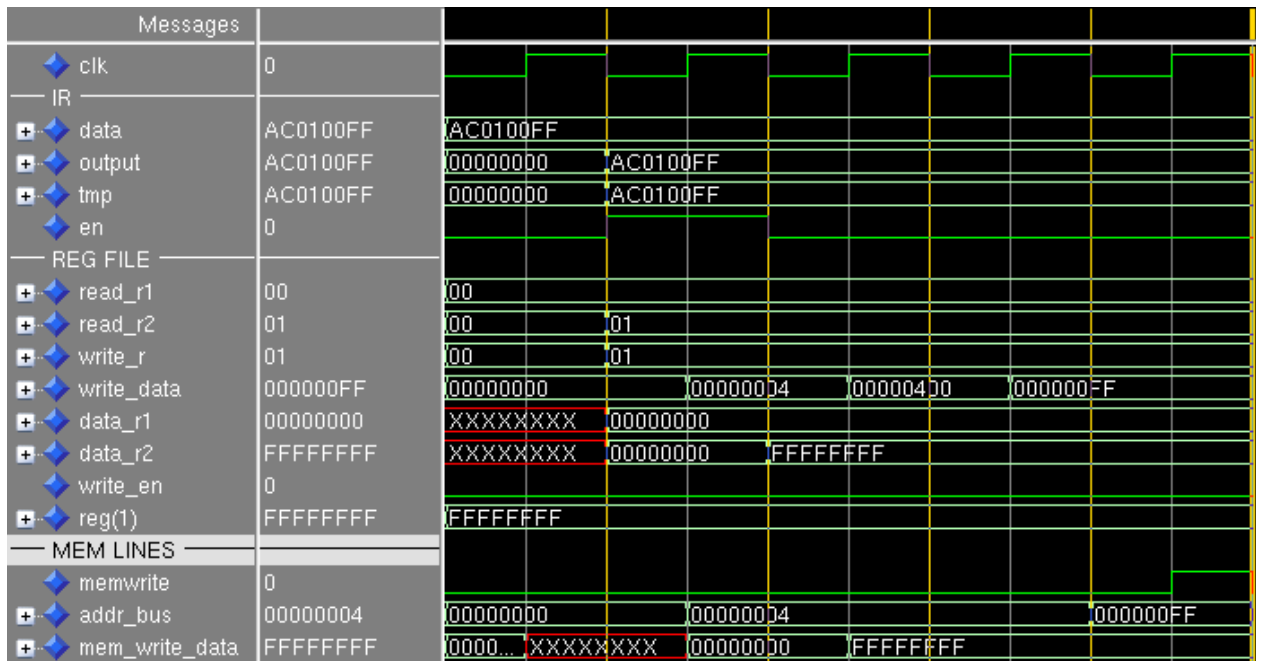 Messages
clk 0
IR
data AC0100FF AC0100FF
output AC0100FF 00000000 AC0100FF
tmp AC0100FF 00000000 AC0100FF
en 0
REG FILE
read_r1 00 00
read_r2 01 00 01
write_r 01 00 01
write_data 000000FF 00000000 00000004 00000400 000000FF
data_r1 00000000 XXXXXXXX 00000000
data_r2 FFFFFFFF XXXXXXXX 00000000 FFFFFFFF
write_en 0
reg(1) FFFFFFFF FFFFFFFF
MEM LINES
memwrite 0
addr_bus 00000004 00000000 00000004 000000FF
mem_write_data FFFFFFFF 0000... XXXXXXXX 00000000 FFFFFFFF